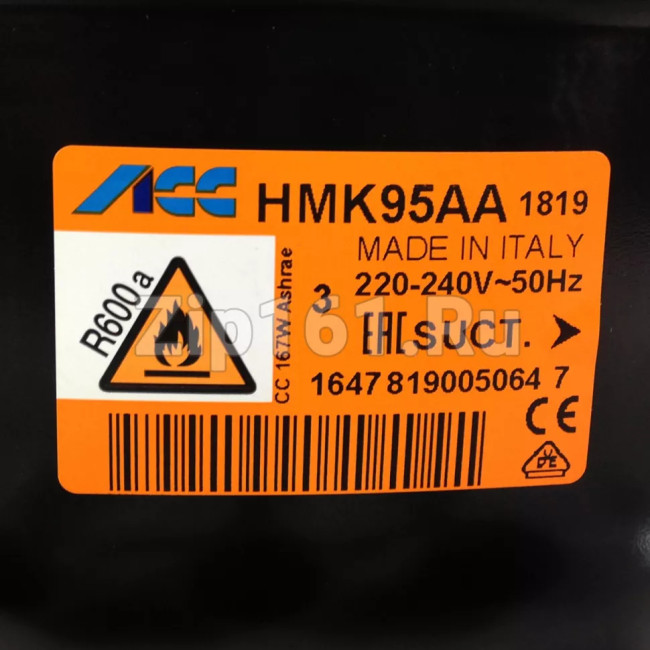 ACC HMK95AA 1819
MADE IN ITALY
R600a
CC 167W Ashrae
3 220-240V~50Hz
EAC SUCT.
1647 819005064 7
CE
VDE
Zip161.Ru